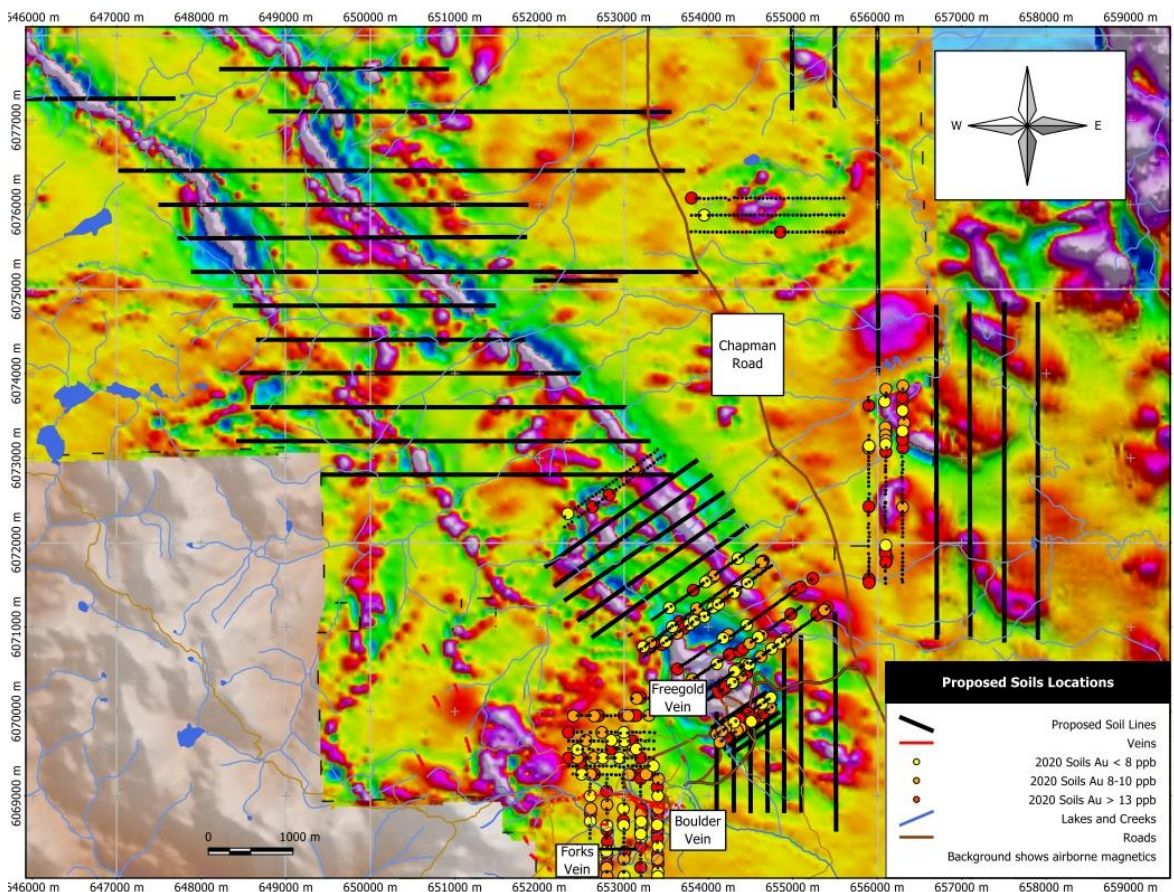 646000 m 647000 m 648000 m 649000 m 650000 m 651000 m 652000 m 653000 m 654000 m 655000 m 656000 m 657000 m 658000 m 659000 m
6077000 m
W E
6076000 m
6075000 m
Chapman
Road
6074000 m
6073000 m
6072000 m
6071000 m
Freegold
Vein
6070000 m
6069000 m
Boulder
Vein
Forks
Vein
0 1000 m
Proposed Soils Locations
Proposed Soil Lines
Veins
2020 Soils Au < 8 ppb
2020 Soils Au 8-10 ppb
2020 Soils Au > 13 ppb
Lakes and Creeks
Roads
Background shows airborne magnetics
646000 m 647000 m 648000 m 649000 m 650000 m 651000 m 652000 m 653000 m 654000 m 655000 m 656000 m 657000 m 658000 m 659000 m